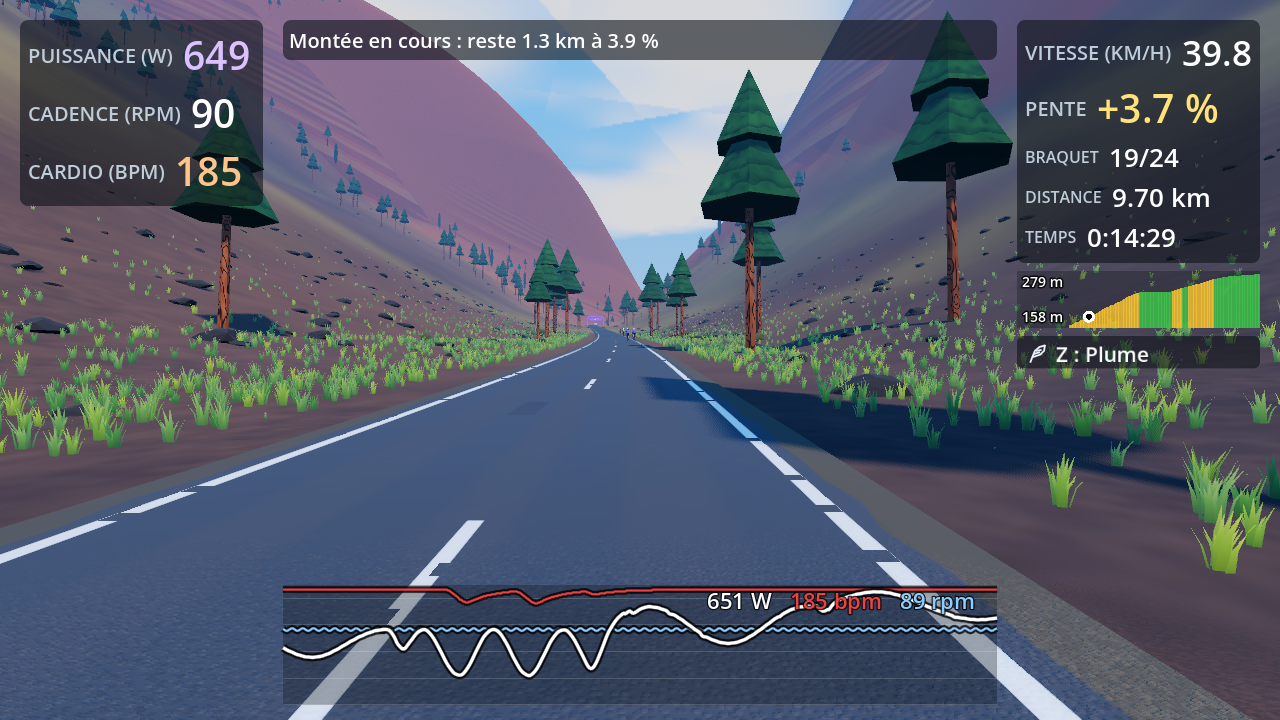 PUISSANCE (W) 649
CADENCE (RPM) 90
CARDIO (BPM) 185
Montée en cours : reste 1.3 km à 3.9 %
VITESSE (KM/H) 39.8
PENTE +3.7 %
BRAQUET 19/24
DISTANCE 9.70 km
TEMPS 0:14:29
279 m
158 m
Z : Plume
651 W 185 bpm 89 rpm